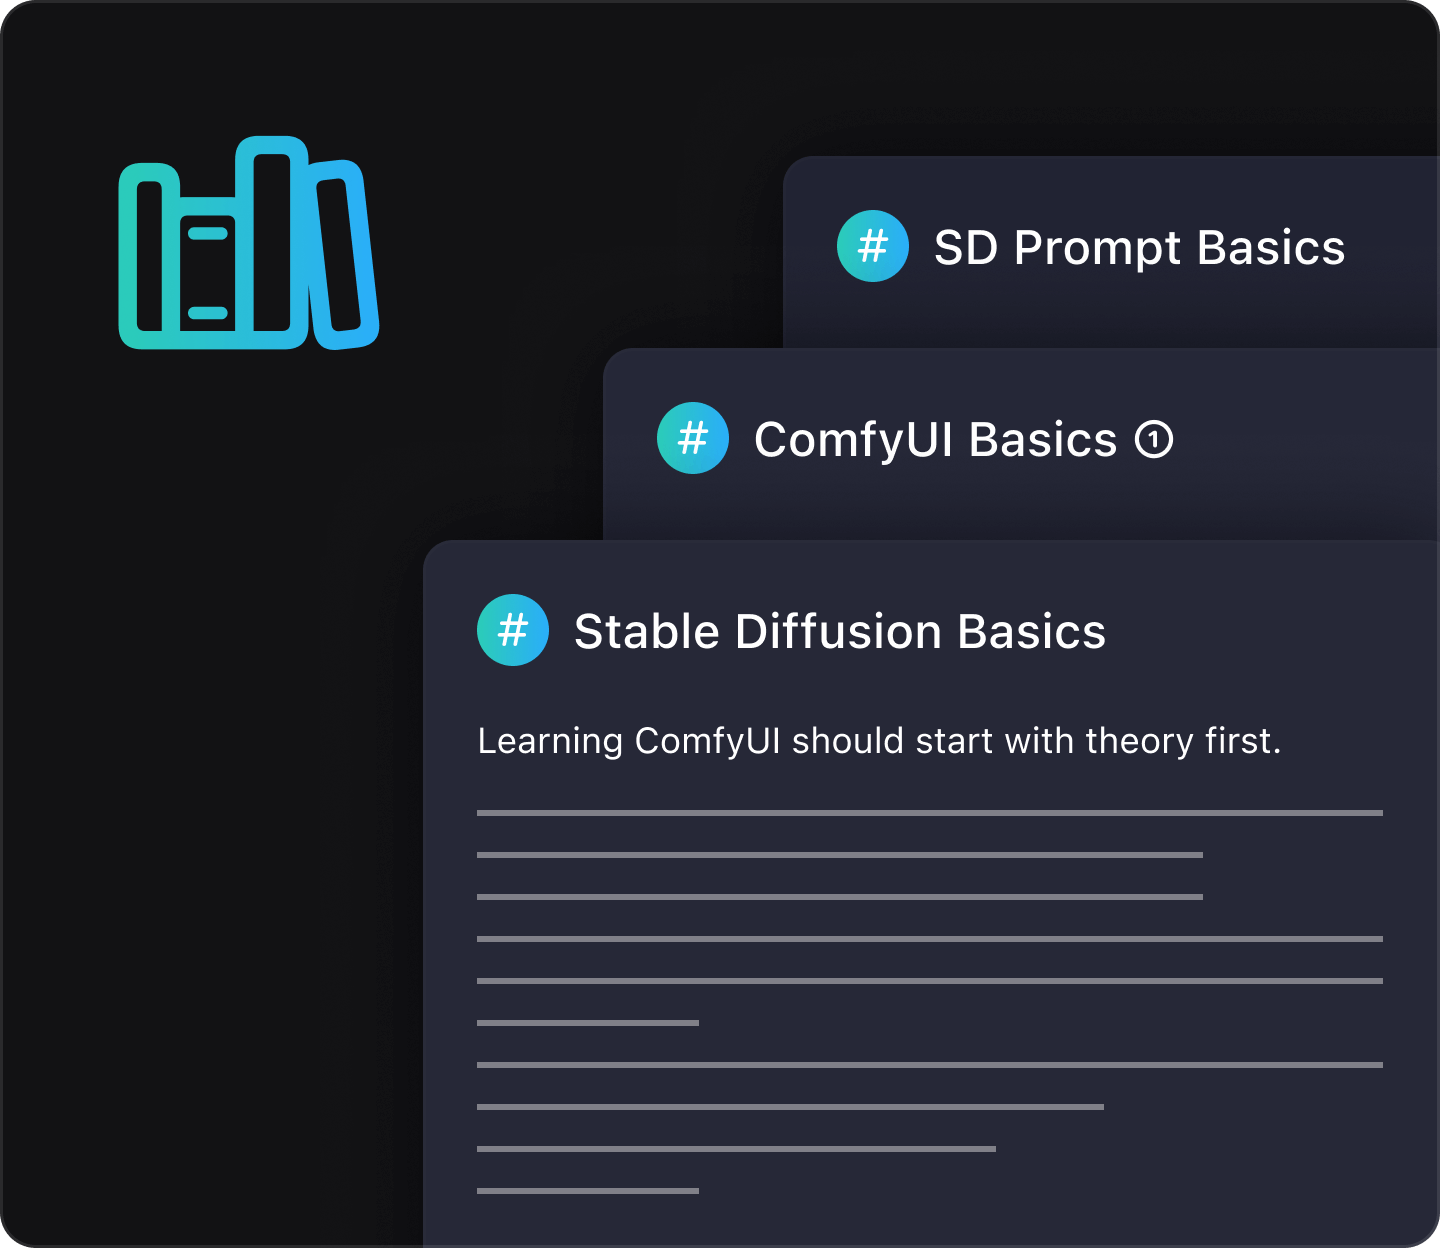 # SD Prompt Basics
# ComfyUI Basics ①
# Stable Diffusion Basics
Learning ComfyUI should start with theory first.